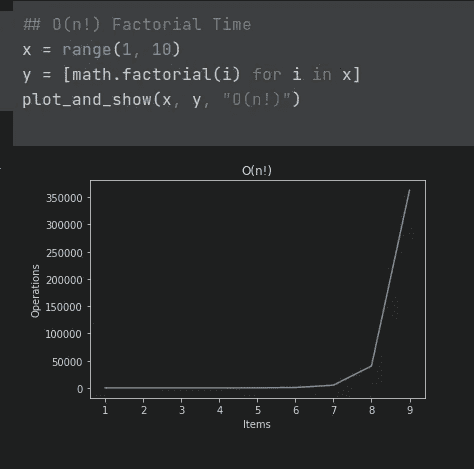 ## O(n!) Factorial Time
x = range(1, 10)
y = [math.factorial(i) for i in x]
plot_and_show(x, y, "O(n!)")
O(n!)
350000
300000
250000
200000
150000
100000
50000
0
Operations
1 2 3 4 5 6 7 8 9
Items